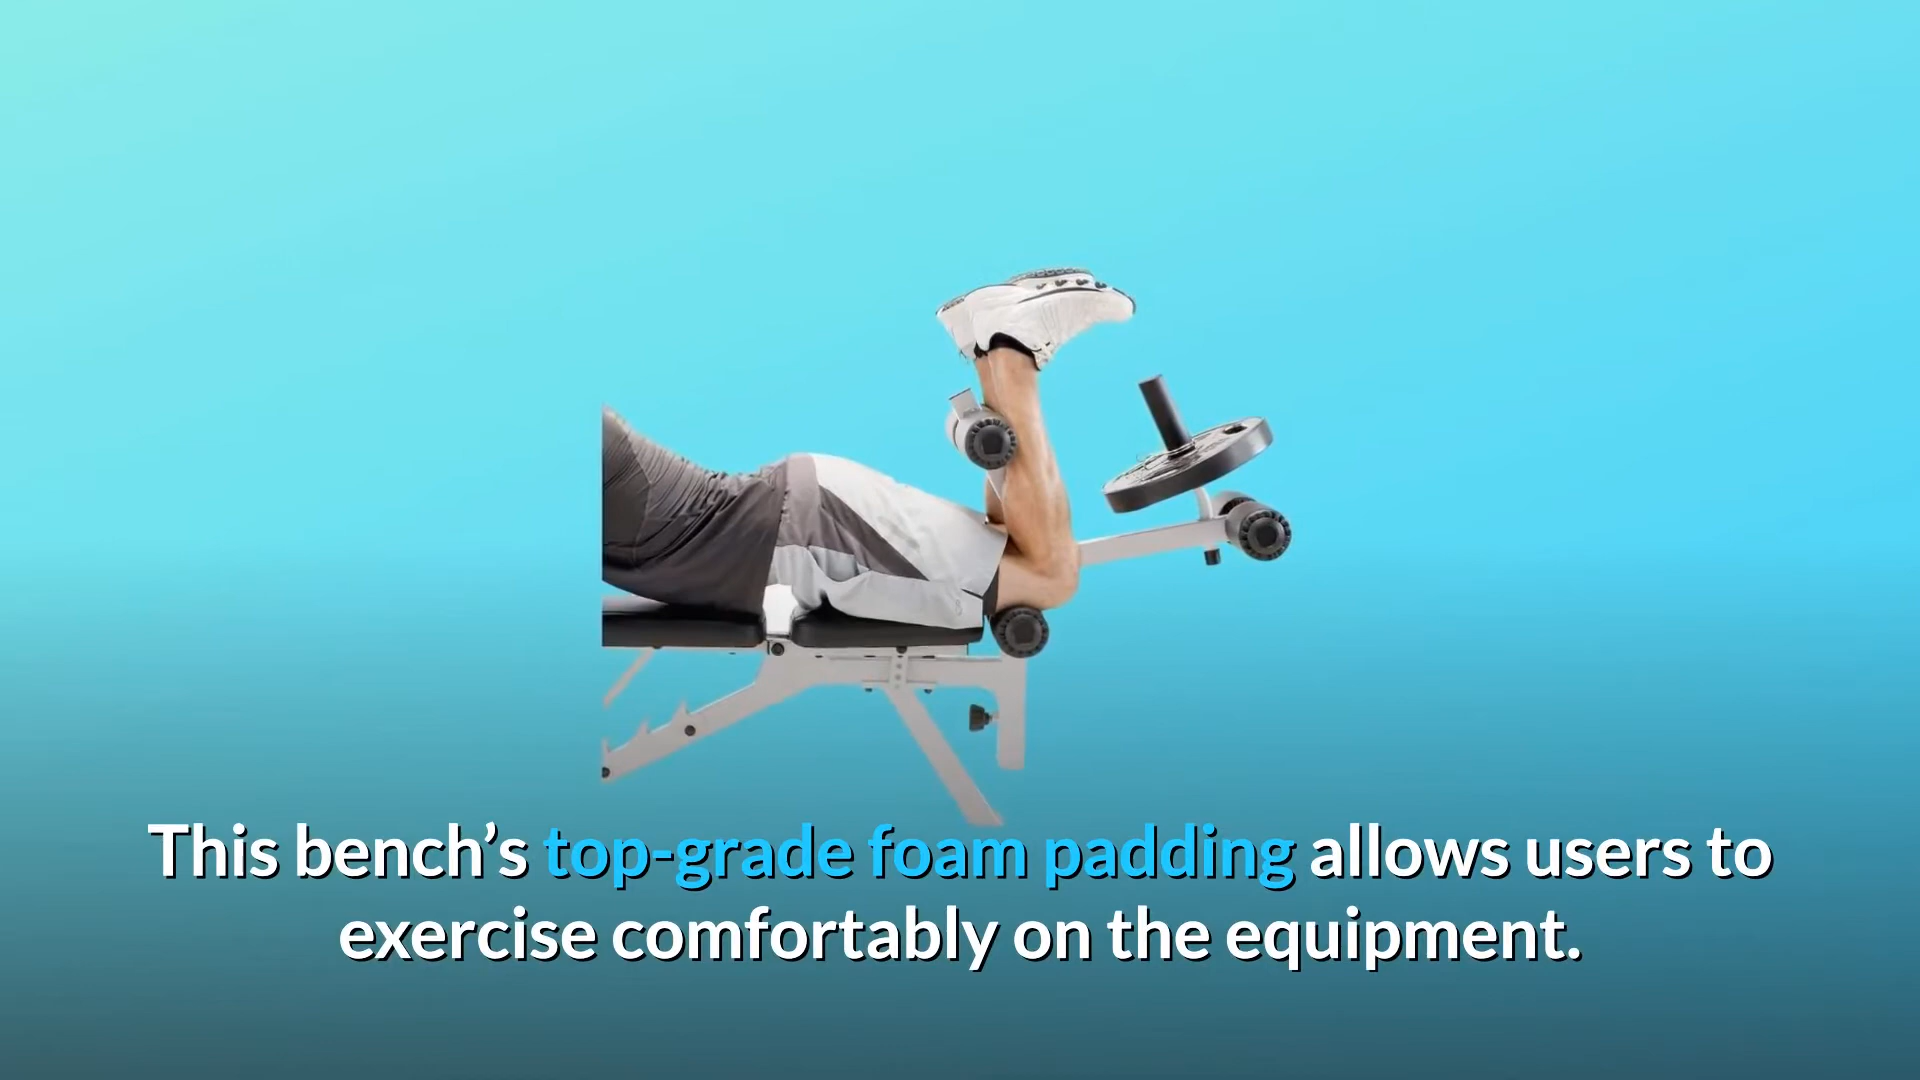 This bench’s top-grade foam padding allows users to
exercise comfortably on the equipment.